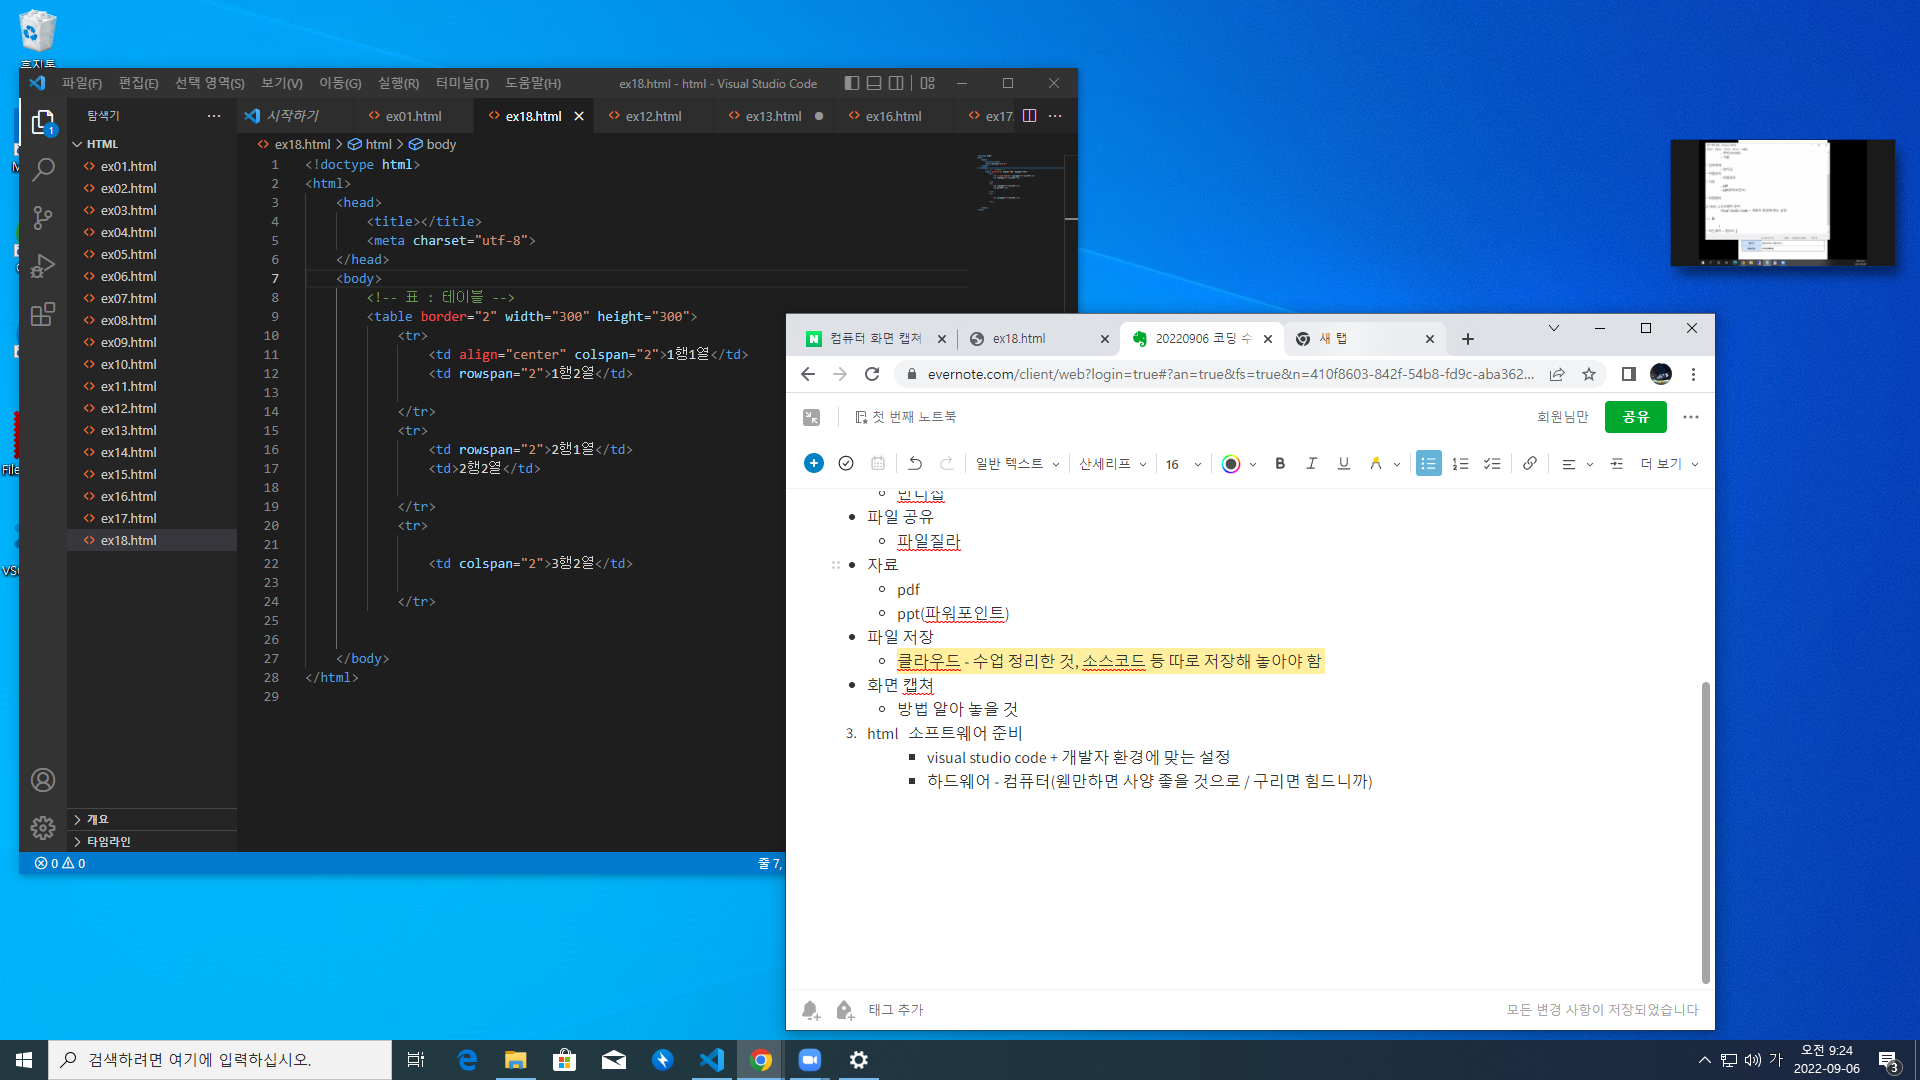 휴지통
파일(F) 편집(E) 선택 영역(S) 보기(V) 이동(G) 실행(R) 터미널(T) 도움말(H)
ex18.html - html - Visual Studio Code
탐색기
시작하기 ex01.html ex18.html ex12.html ex13.html ex16.html ex17.
ex18.html > html > body
HTML
ex01.html
ex02.html
ex03.html
ex04.html
ex05.html
ex06.html
ex07.html
ex08.html
ex09.html
ex10.html
ex11.html
ex12.html
ex13.html
ex14.html
ex15.html
ex16.html
ex17.html
ex18.html
개요
타임라인
1 <!doctype html>
2 <html>
3 <head>
4 <title></title>
5 <meta charset="utf-8">
6 </head>
7 <body>
8 <!-- 표 : 테이블 -->
9 <table border="2" width="300" height="300">
10 <tr>
11 <td align="center" colspan="2">1행1열</td>
12 <td rowspan="2">1행2열</td>
13
14 </tr>
15 <tr>
16 <td rowspan="2">2행1열</td>
17 <td>2행2열</td>
18
19 </tr>
20 <tr>
21
22 <td colspan="2">3행2열</td>
23
24 </tr>
25
26
27 </body>
28 </html>
29
0 0
줄 7,
컴퓨터 화면 캡쳐 ex18.html 20220906 코딩 수 새 탭
evernote.com/client/web?login=true#?an=true&fs=true&n=410f8603-842f-54b8-fd9c-aba362...
첫 번째 노트북
회원님만 공유
일반 텍스트 산세리프 16 B I U A 더 보기
파일 공유
파일질라
자료
pdf
ppt(파워포인트)
파일 저장
클라우드 - 수업 정리한 것, 소스코드 등 따로 저장해 놓아야 함
화면 캡쳐
방법 알아 놓을 것
3. html 소프트웨어 준비
visual studio code + 개발자 환경에 맞는 설정
하드웨어 - 컴퓨터(웬만하면 사양 좋을 것으로 / 구리면 힘드니까)
태그 추가
모든 변경 사항이 저장되었습니다
검색하려면 여기에 입력하십시오.
가
오전 9:24
2022-09-06
3